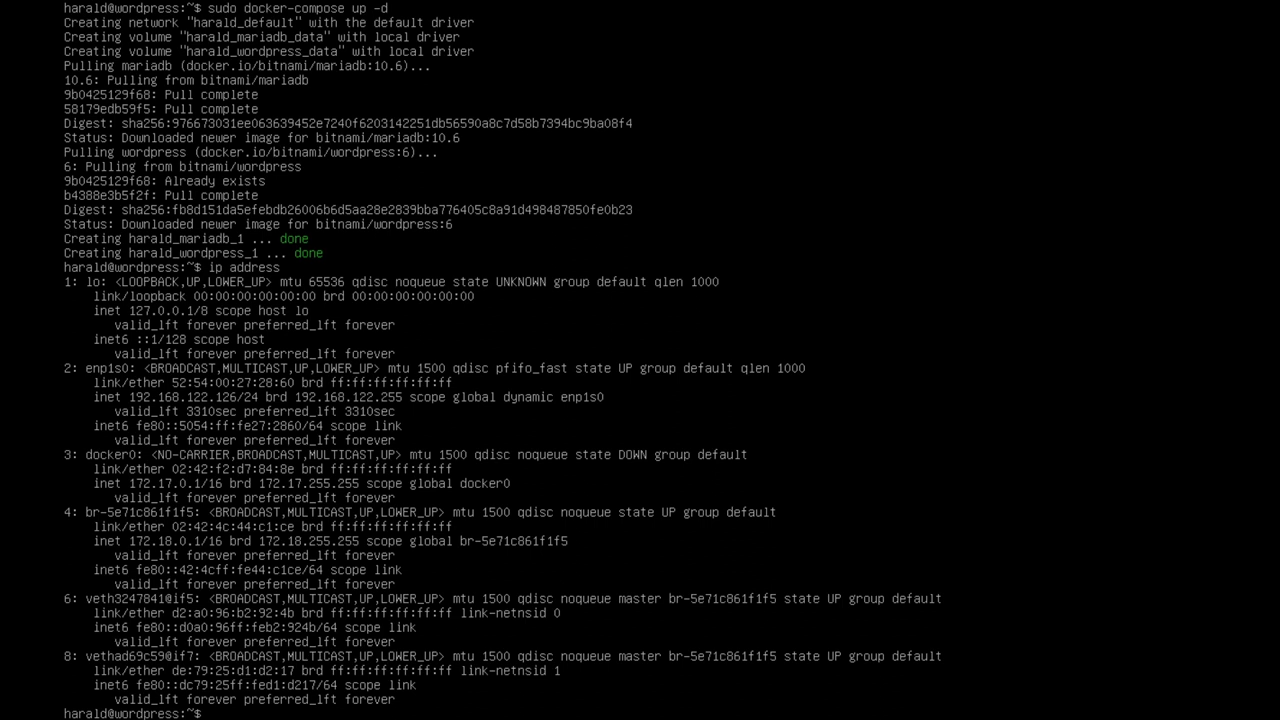 harald@wordpress:~$ sudo docker-compose up -d
Creating network "harald_default" with the default driver
Creating volume "harald_mariadb_data" with local driver
Creating volume "harald_wordpress_data" with local driver
Pulling mariadb (docker.io/bitnami/mariadb:10.6)...
10.6: Pulling from bitnami/mariadb
9b0425129f68: Pull complete
58179edb59f5: Pull complete
Digest: sha256:976673031ee063639452e7240f6203142251db56590a8c7d58b7394bc9ba08f4
Status: Downloaded newer image for bitnami/mariadb:10.6
Pulling wordpress (docker.io/bitnami/wordpress:6)...
6: Pulling from bitnami/wordpress
9b0425129f68: Already exists
b4388e3b5f2f: Pull complete
Digest: sha256:fb8d151da5efebdb26006b6d5aa28e2839bba776405c8a91d498487850fe0b23
Status: Downloaded newer image for bitnami/wordpress:6
Creating harald_mariadb_1 ... done
Creating harald_wordpress_1 ... done
harald@wordpress:~$ ip address
1: lo: <LOOPBACK,UP,LOWER_UP> mtu 65536 qdisc noqueue state UNKNOWN group default qlen 1000
    link/loopback 00:00:00:00:00:00 brd 00:00:00:00:00:00
    inet 127.0.0.1/8 scope host lo
       valid_lft forever preferred_lft forever
    inet6 ::1/128 scope host
       valid_lft forever preferred_lft forever
2: enp1s0: <BROADCAST,MULTICAST,UP,LOWER_UP> mtu 1500 qdisc pfifo_fast state UP group default qlen 1000
    link/ether 52:54:00:27:28:60 brd ff:ff:ff:ff:ff:ff
    inet 192.168.122.126/24 brd 192.168.122.255 scope global dynamic enp1s0
       valid_lft 3310sec preferred_lft 3310sec
    inet6 fe80::5054:ff:fe27:2860/64 scope link
       valid_lft forever preferred_lft forever
3: docker0: <NO-CARRIER,BROADCAST,MULTICAST,UP> mtu 1500 qdisc noqueue state DOWN group default
    link/ether 02:42:f2:d7:84:8e brd ff:ff:ff:ff:ff:ff
    inet 172.17.0.1/16 brd 172.17.255.255 scope global docker0
       valid_lft forever preferred_lft forever
4: br-5e71c861f1f5: <BROADCAST,MULTICAST,UP,LOWER_UP> mtu 1500 qdisc noqueue state UP group default
    link/ether 02:42:4c:44:c1:ce brd ff:ff:ff:ff:ff:ff
    inet 172.18.0.1/16 brd 172.18.255.255 scope global br-5e71c861f1f5
       valid_lft forever preferred_lft forever
    inet6 fe80::42:4cff:fe44:c1ce/64 scope link
       valid_lft forever preferred_lft forever
6: veth3247841@if5: <BROADCAST,MULTICAST,UP,LOWER_UP> mtu 1500 qdisc noqueue master br-5e71c861f1f5 state UP group default
    link/ether d2:a0:96:b2:92:4b brd ff:ff:ff:ff:ff:ff link-netnsid 0
    inet6 fe80::d0a0:96ff:feb2:924b/64 scope link
       valid_lft forever preferred_lft forever
8: vethad69c59@if7: <BROADCAST,MULTICAST,UP,LOWER_UP> mtu 1500 qdisc noqueue master br-5e71c861f1f5 state UP group default
    link/ether de:79:25:d1:d2:17 brd ff:ff:ff:ff:ff:ff link-netnsid 1
    inet6 fe80::dc79:25ff:fed1:d217/64 scope link
       valid_lft forever preferred_lft forever
harald@wordpress:~$